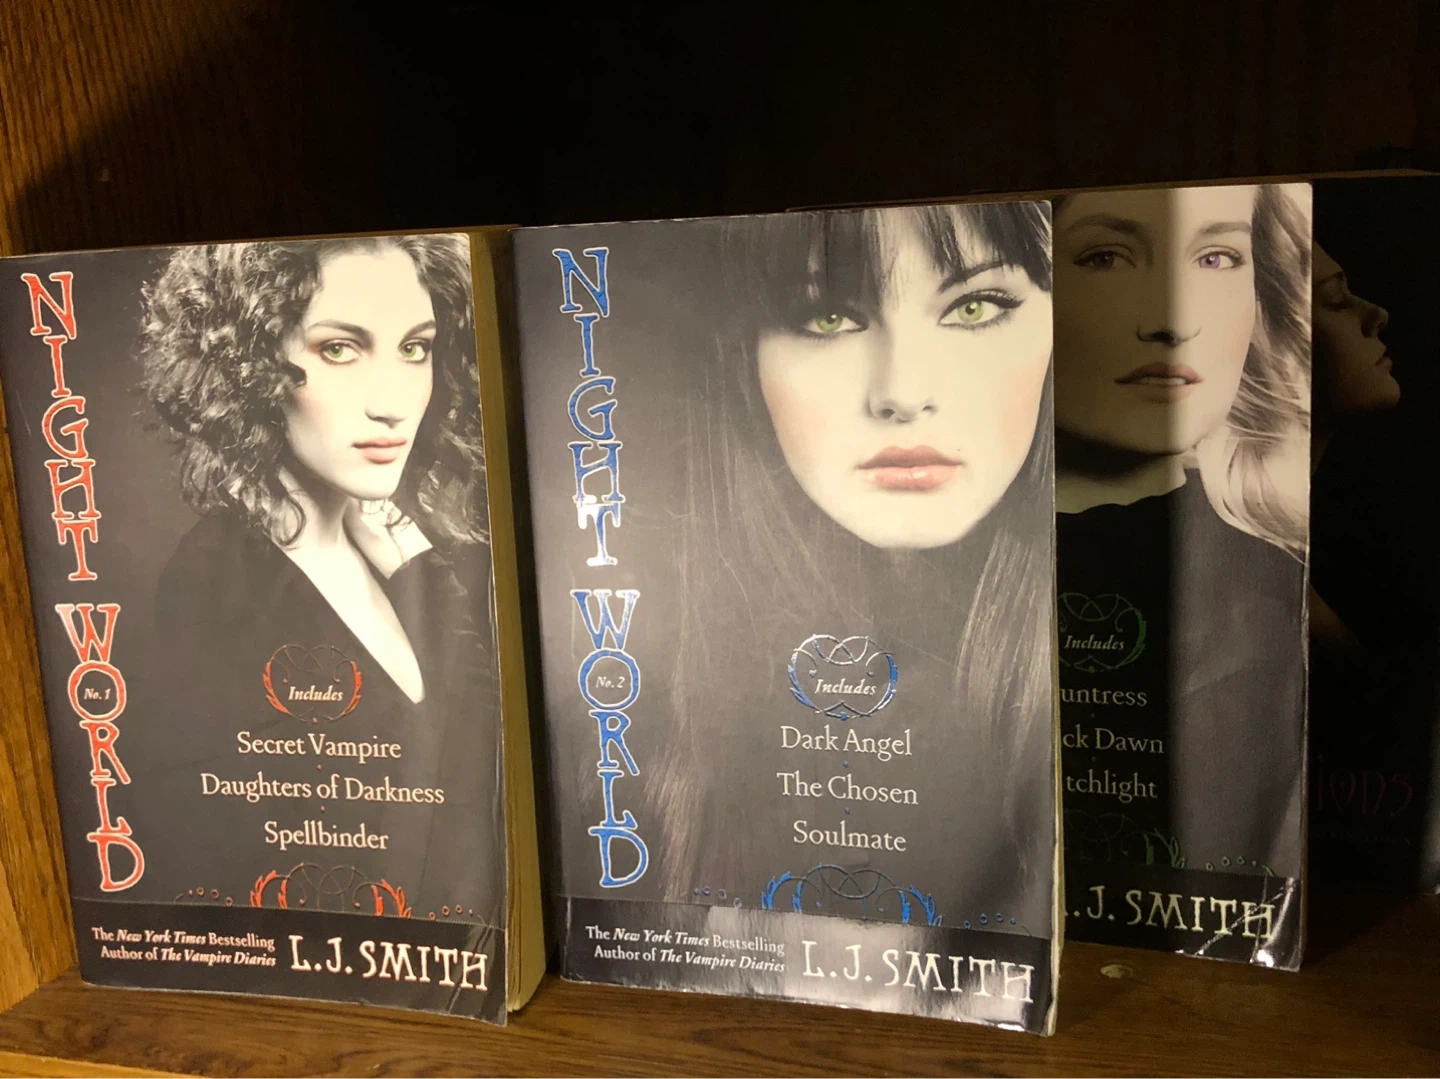 NIGHT WORLD
No. 1
Includes
Secret Vampire
Daughters of Darkness
Spellbinder
The New York Times Bestselling
Author of The Vampire Diaries
L.J. SMITH
NIGHT WORLD
No. 2
Includes
Dark Angel
The Chosen
Soulmate
The New York Times Bestselling
Author of The Vampire Diaries
L.J. SMITH
Includes
untress
ck Dawn
tchlight
.J. SMITH
ions